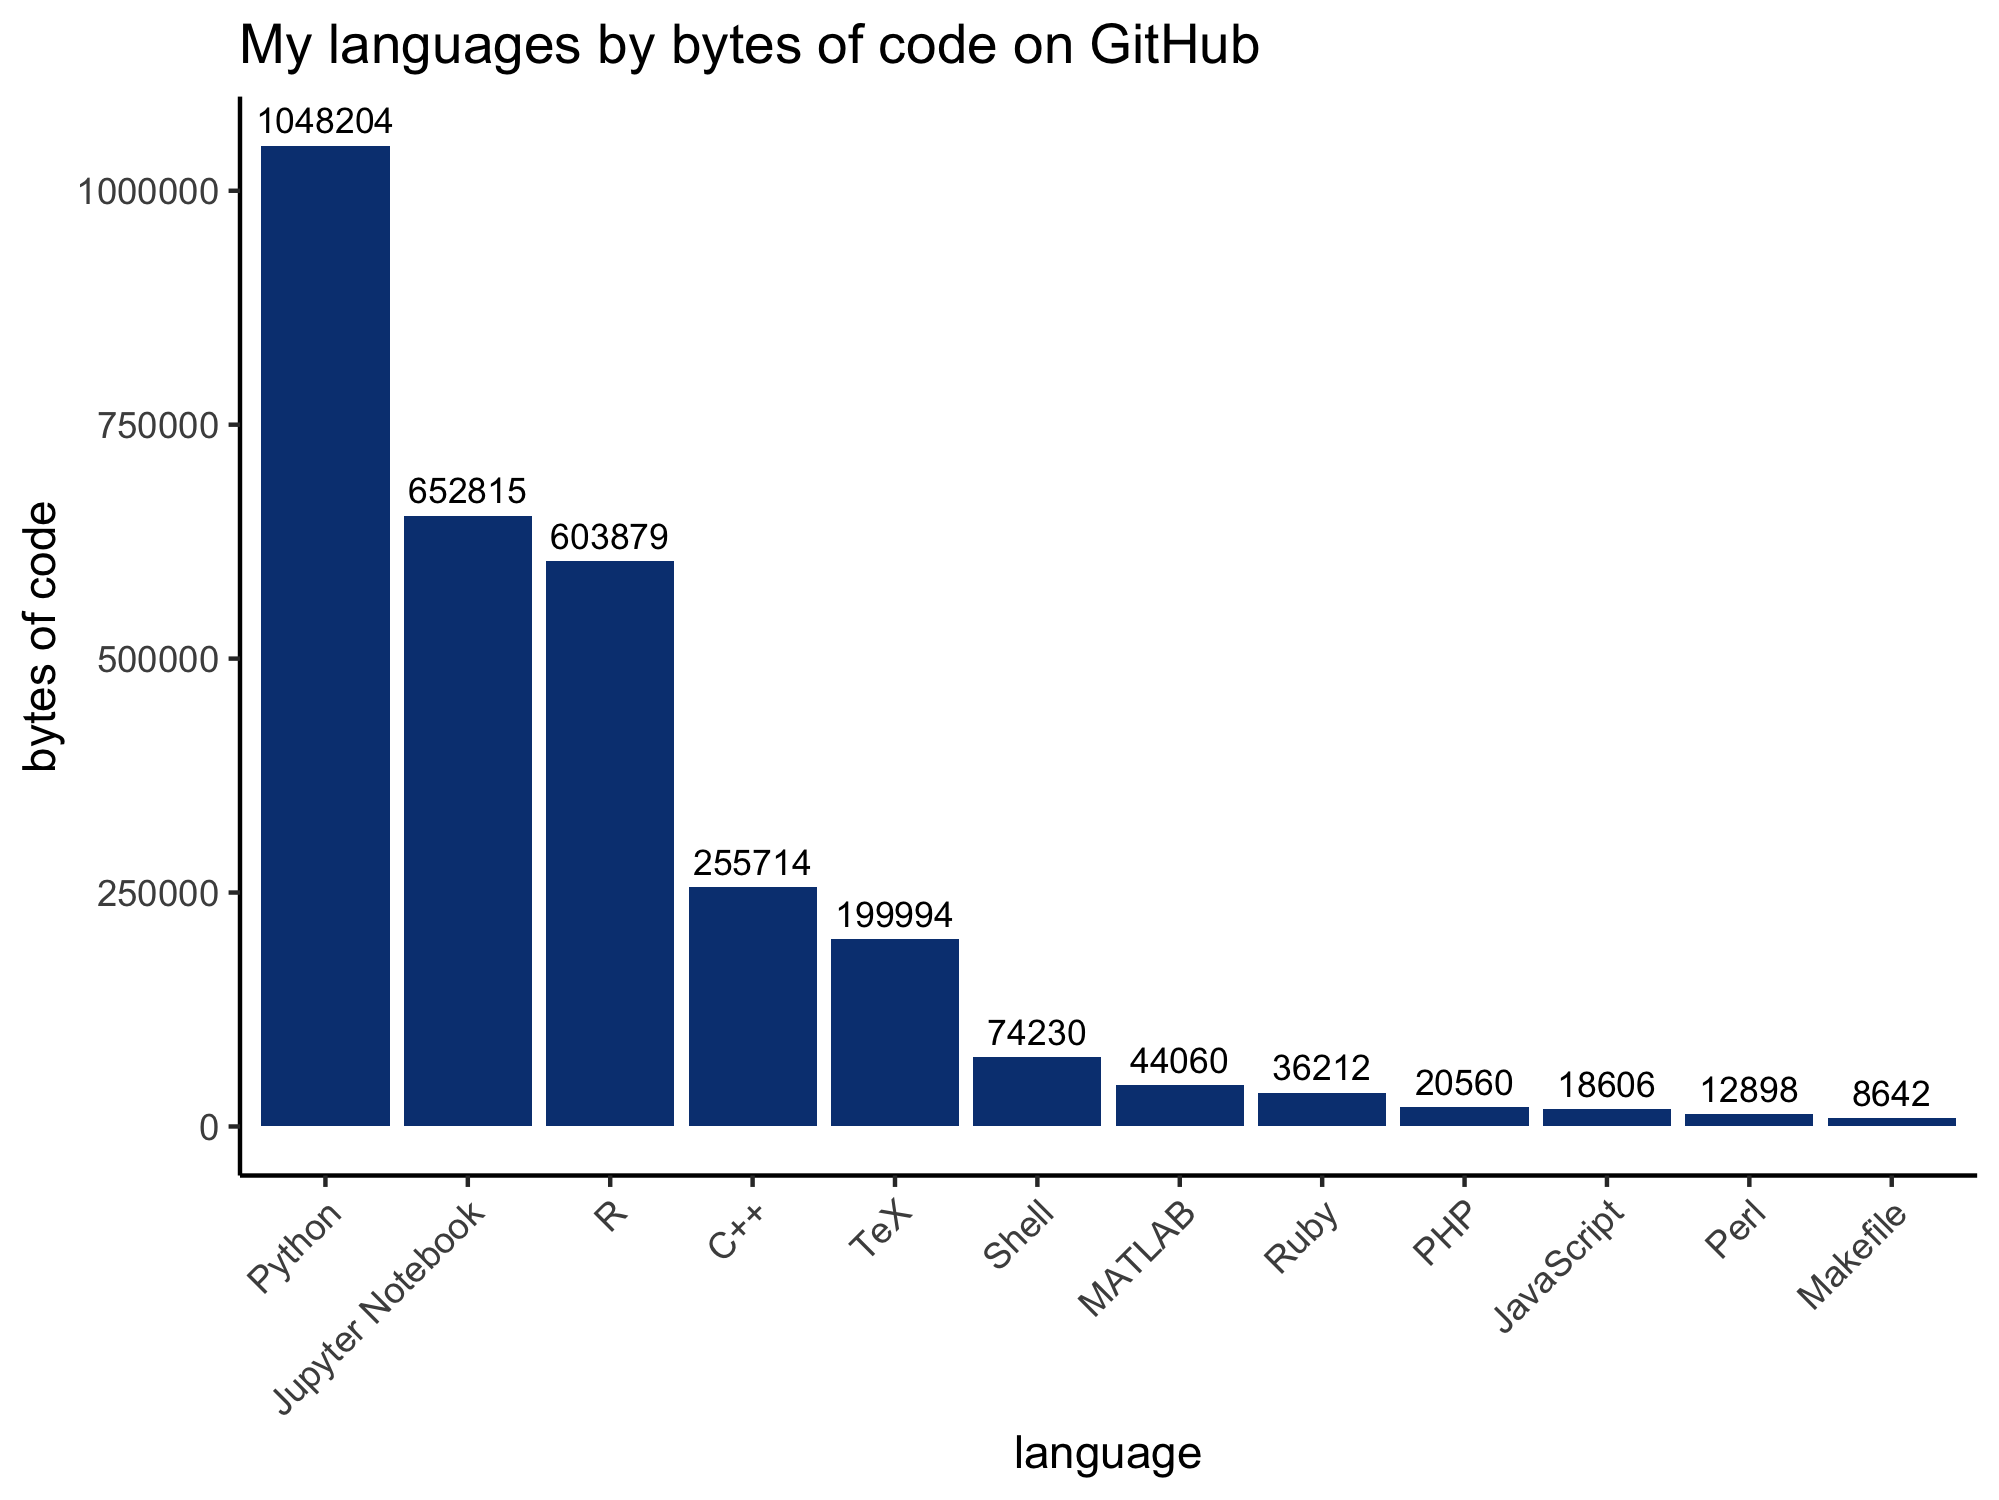 My languages by bytes of code on GitHub
bytes of code
1000000
750000
500000
250000
0
1048204
652815
603879
255714
199994
74230
44060
36212
20560
18606
12898
8642
Python
Jupyter Notebook
R
C++
TeX
Shell
MATLAB
Ruby
PHP
JavaScript
Perl
Makefile
language